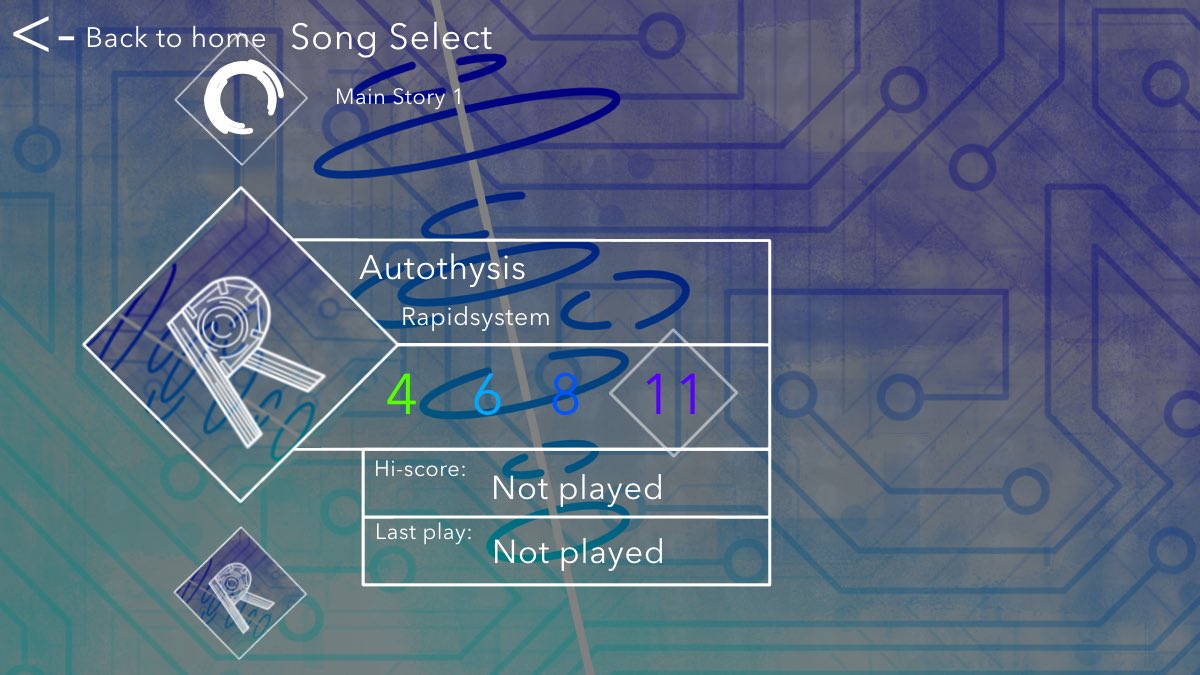 <- Back to home
Song Select
Main Story 1
Autothysis
Rapidsystem
4 6 8 11
Hi-score: Not played
Last play: Not played